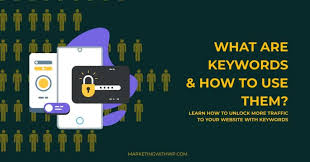 WHAT ARE
KEYWORDS
& HOW TO USE
THEM?
LEARN HOW TO UNLOCK MORE TRAFFIC
TO YOUR WEBSITE WITH KEYWORDS
MARKETINGWITHWP.COM